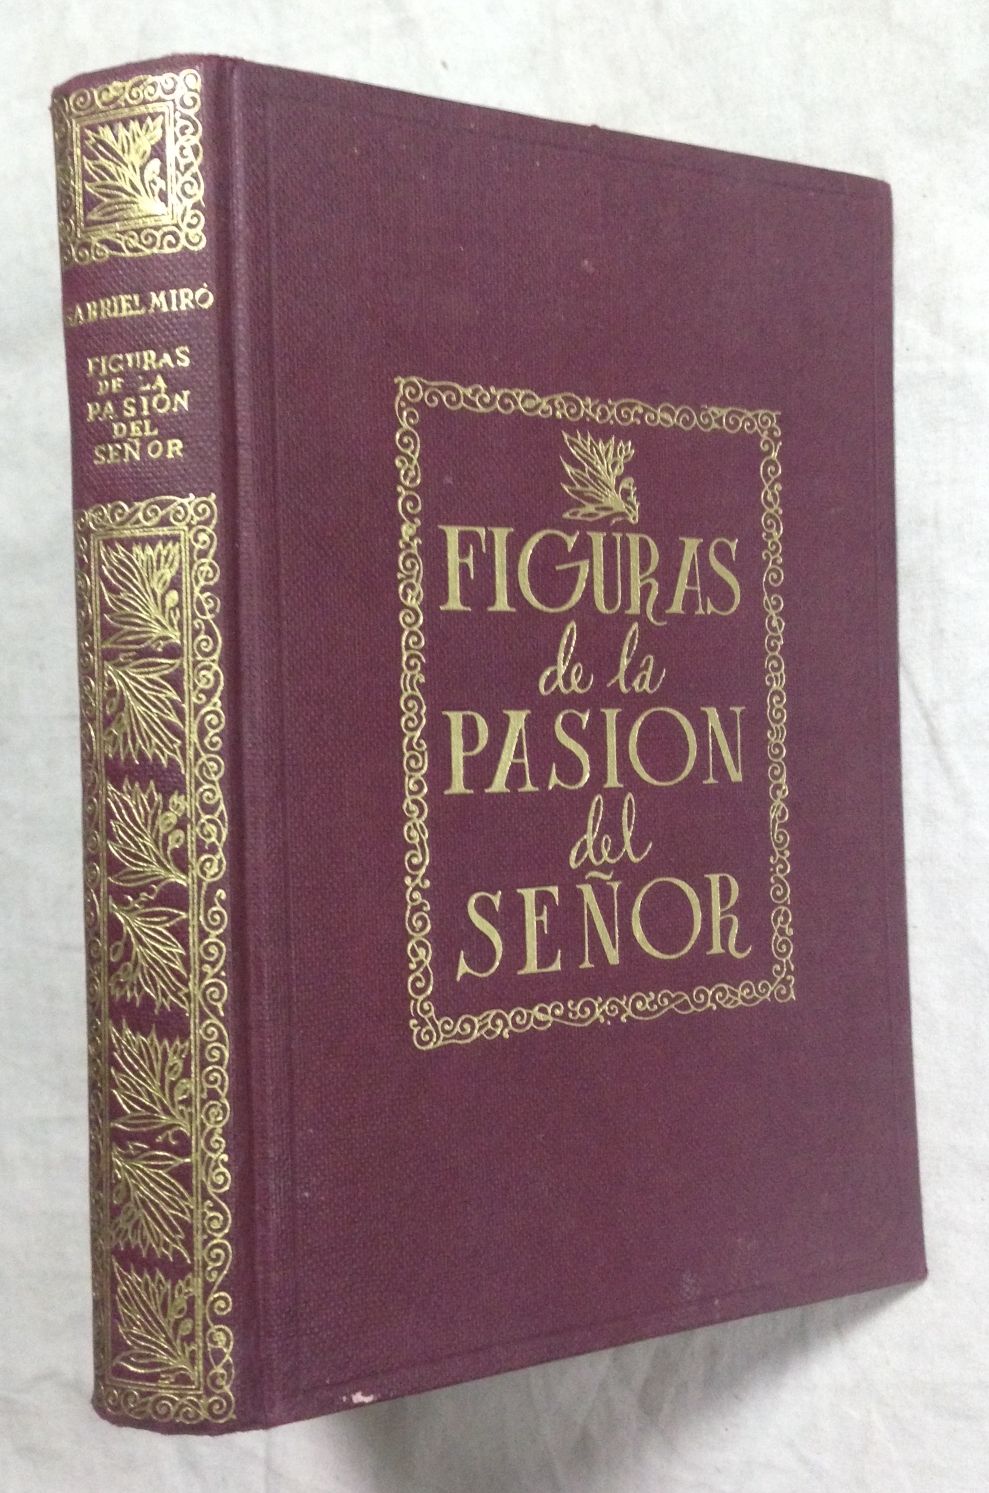 GABRIEL MIRÓ
FIGURAS
DE LA
PASIÓN
DEL
SEÑOR
FIGURAS
de la
PASION
del
SEÑOR